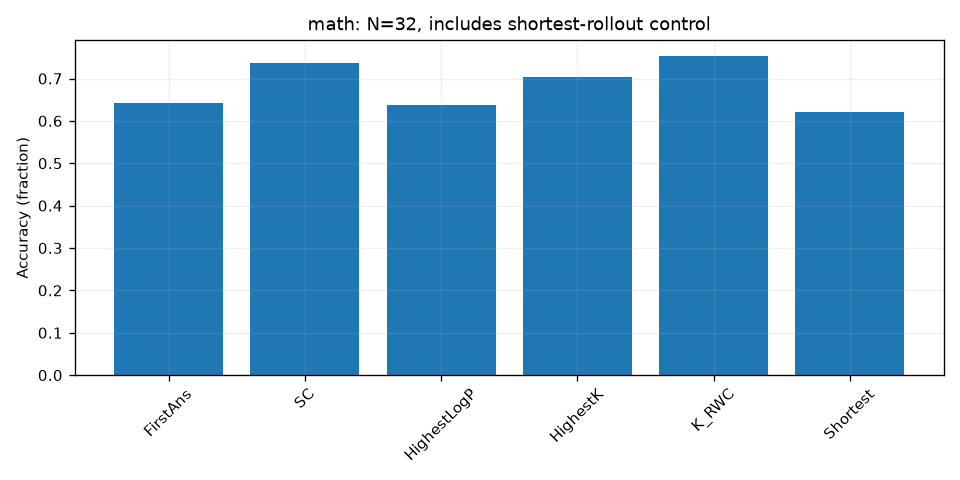 math: N=32, includes shortest-rollout control
Accuracy (fraction)
0.7
0.6
0.5
0.4
0.3
0.2
0.1
0.0
FirstAns
SC
HighestLogP
HighestK
K_RWC
Shortest